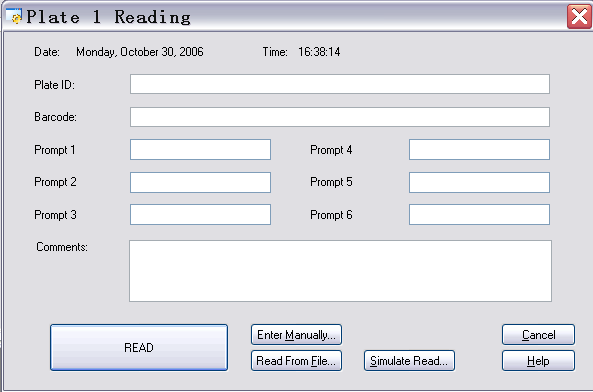 Plate 1 Reading
Date: Monday, October 30, 2006 Time: 16:38:14
Plate ID:
Barcode:
Prompt 1 Prompt 4
Prompt 2 Prompt 5
Prompt 3 Prompt 6
Comments:
READ
Enter Manually... Cancel
Read From File... Simulate Read... Help